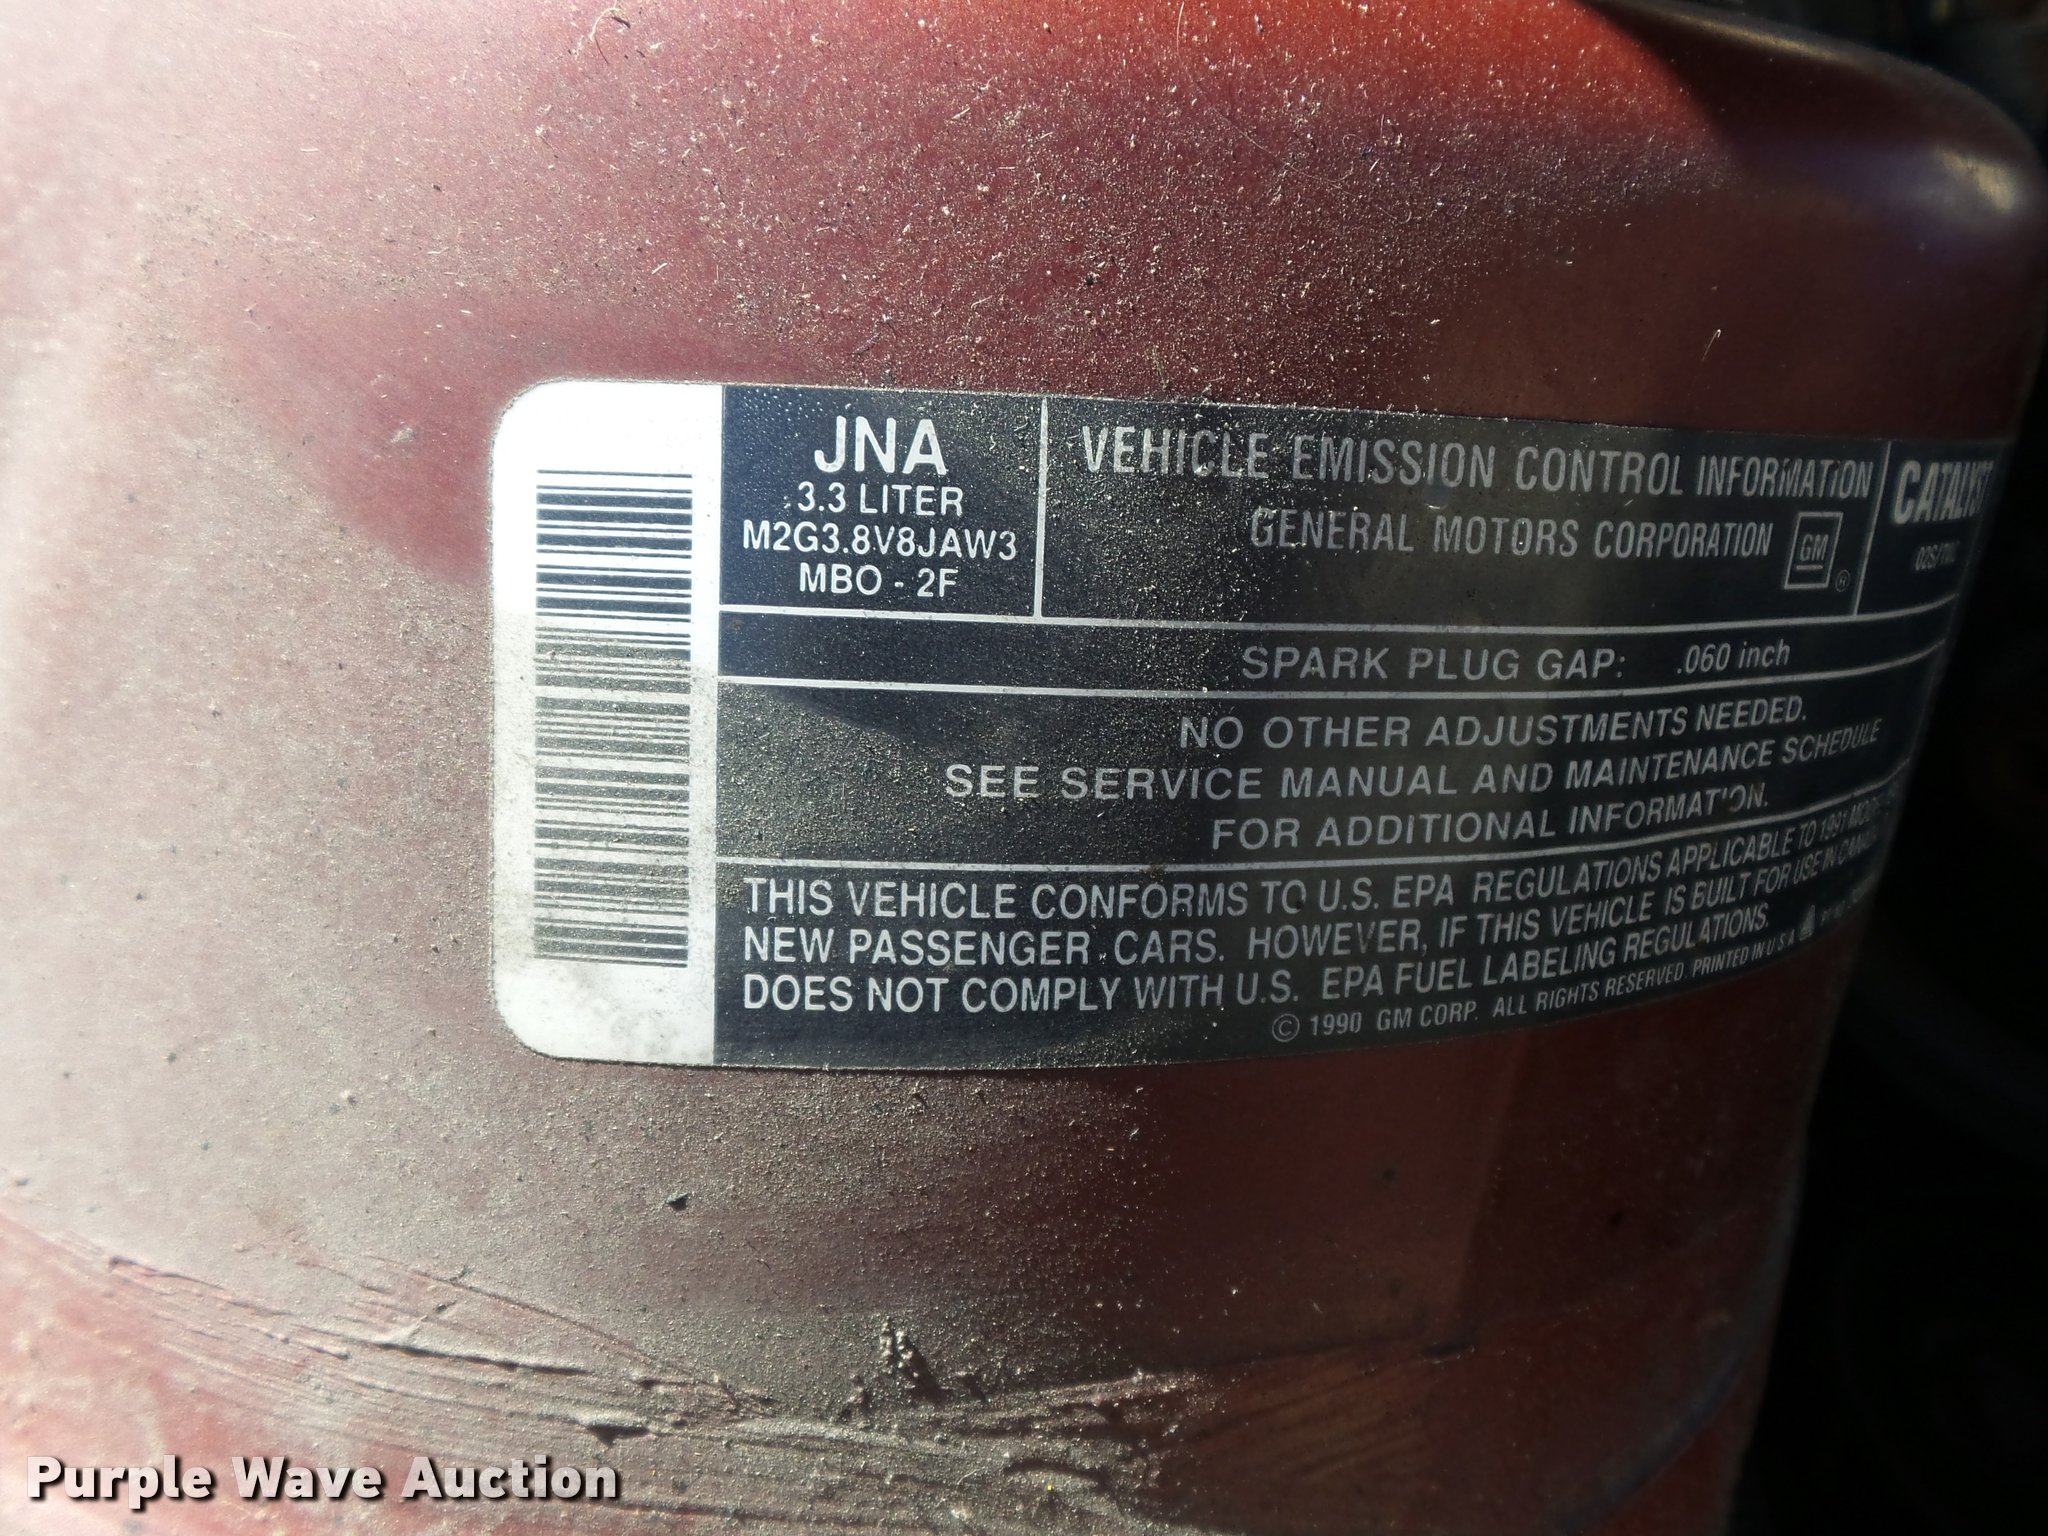 JNA
3.3 LITER
M2G3.8V8JAW3
MBO - 2F
VEHICLE EMISSION CONTROL INFORMATION
GENERAL MOTORS CORPORATION GM ®
CATALYST
SPARK PLUG GAP: .060 inch
NO OTHER ADJUSTMENTS NEEDED.
SEE SERVICE MANUAL AND MAINTENANCE SCHEDULE
FOR ADDITIONAL INFORMATION.
THIS VEHICLE CONFORMS TO U.S. EPA REGULATIONS APPLICABLE TO 1991
NEW PASSENGER CARS. HOWEVER, IF THIS VEHICLE IS BUILT FOR USE IN
DOES NOT COMPLY WITH U.S. EPA FUEL LABELING REGULATIONS.
© 1990 GM CORP. ALL RIGHTS RESERVED. PRINTED IN U.S.A.
Purple Wave Auction